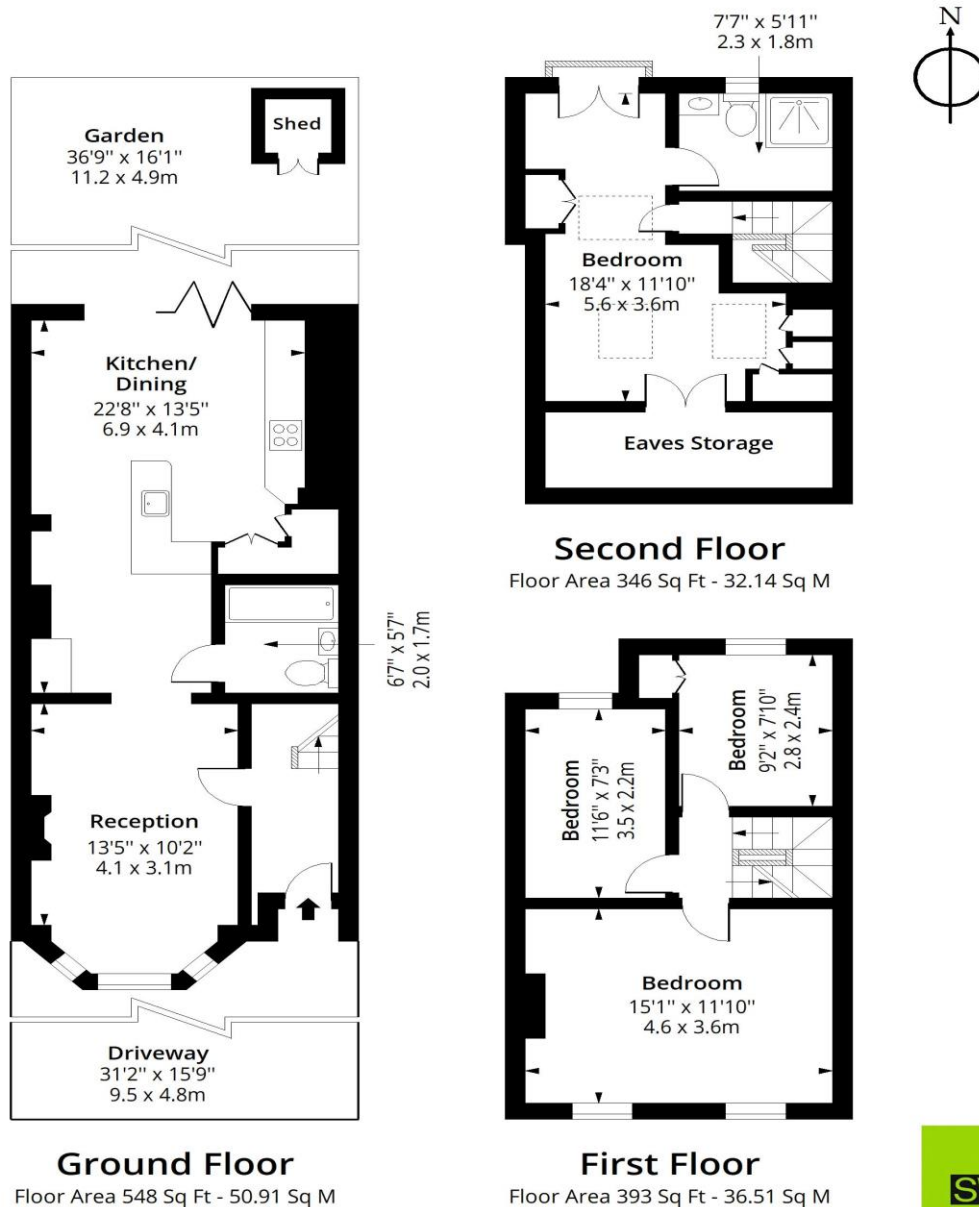 N
Garden
36'9" x 16'1"
11.2 x 4.9m
Shed
Kitchen/
Dining
22'8" x 13'5"
6.9 x 4.1m
6'7" x 5'7"
2.0 x 1.7m
Reception
13'5" x 10'2"
4.1 x 3.1m
Driveway
31'2" x 15'9"
9.5 x 4.8m
Ground Floor
Floor Area 548 Sq Ft - 50.91 Sq M
7'7" x 5'11"
2.3 x 1.8m
Bedroom
18'4" x 11'10"
5.6 x 3.6m
Eaves Storage
Second Floor
Floor Area 346 Sq Ft - 32.14 Sq M
Bedroom
11'6" x 7'3"
3.5 x 2.2m
Bedroom
9'2" x 7'10"
2.8 x 2.4m
Bedroom
15'1" x 11'10"
4.6 x 3.6m
First Floor
Floor Area 393 Sq Ft - 36.51 Sq M